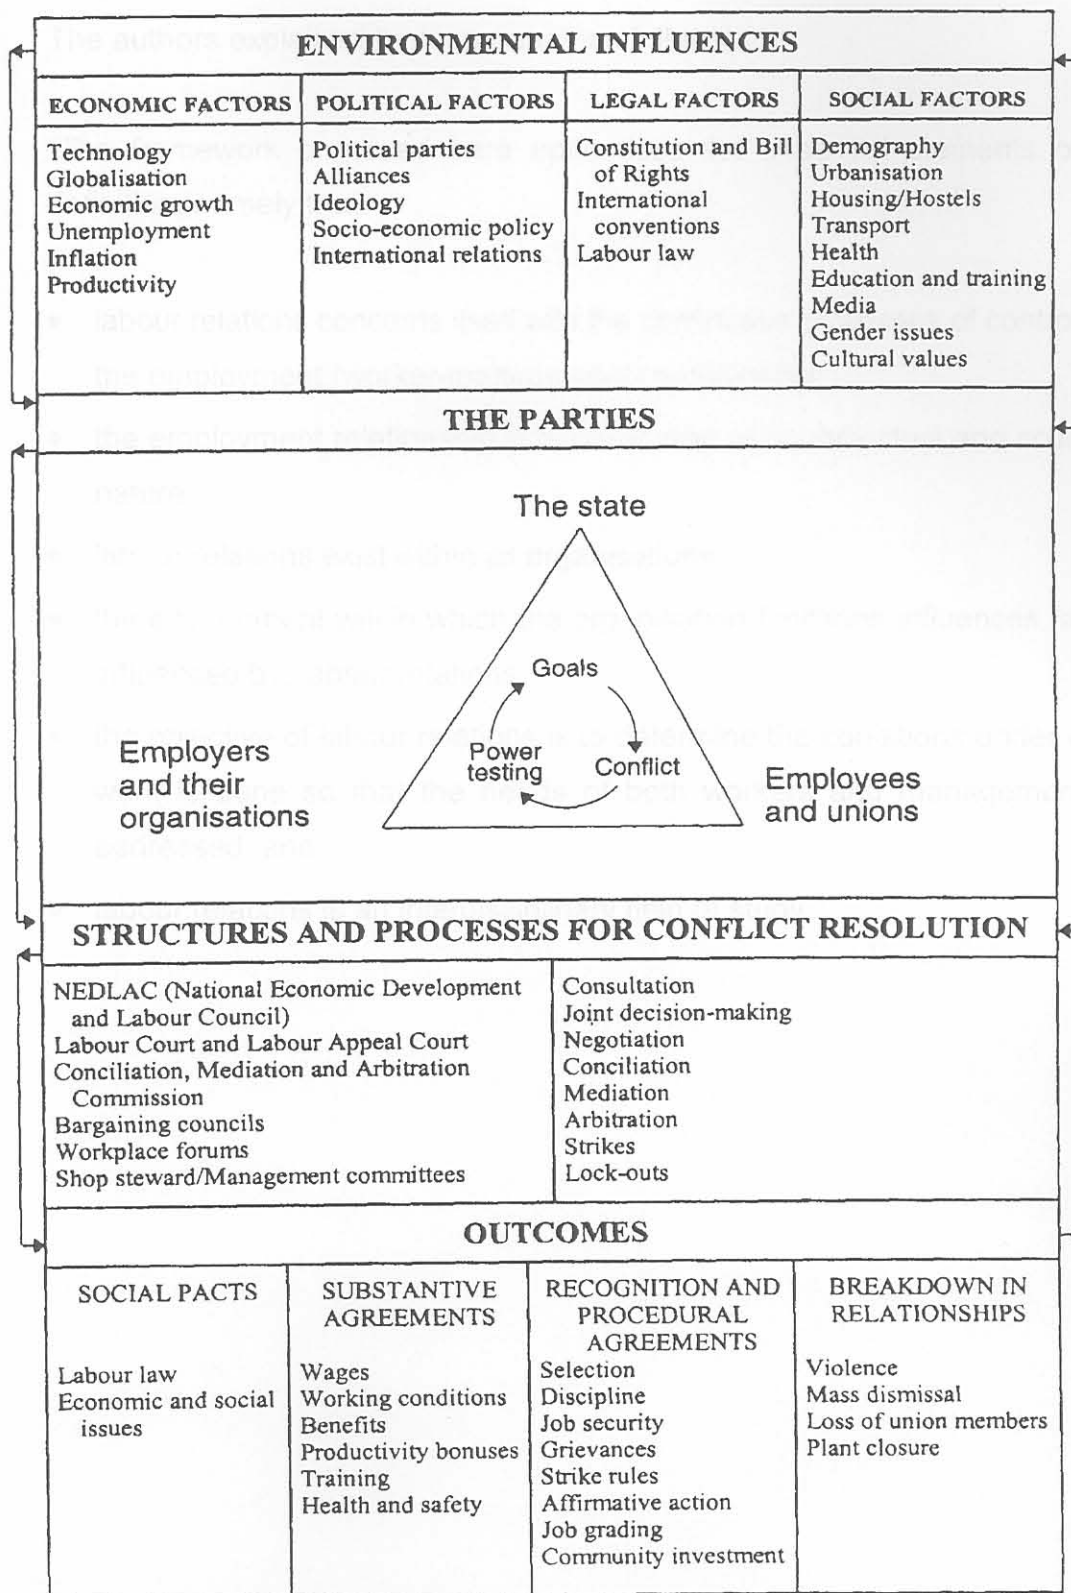 ENVIRONMENTAL INFLUENCES
ECONOMIC FACTORS
Technology
Globalisation
Economic growth
Unemployment
Inflation
Productivity
POLITICAL FACTORS
Political parties
Alliances
Ideology
Socio-economic policy
International relations
LEGAL FACTORS
Constitution and Bill
of Rights
International
conventions
Labour law
SOCIAL FACTORS
Demography
Urbanisation
Housing/Hostels
Transport
Health
Education and training
Media
Gender issues
Cultural values
THE PARTIES
The state
Goals
Power
testing
Conflict
Employers
and their
organisations
Employees
and unions
STRUCTURES AND PROCESSES FOR CONFLICT RESOLUTION
NEDLAC (National Economic Development
and Labour Council)
Labour Court and Labour Appeal Court
Conciliation, Mediation and Arbitration
Commission
Bargaining councils
Workplace forums
Shop steward/Management committees
Consultation
Joint decision-making
Negotiation
Conciliation
Mediation
Arbitration
Strikes
Lock-outs
OUTCOMES
SOCIAL PACTS
Labour law
Economic and social
issues
SUBSTANTIVE
AGREEMENTS
Wages
Working conditions
Benefits
Productivity bonuses
Training
Health and safety
RECOGNITION AND
PROCEDURAL
AGREEMENTS
Selection
Discipline
Job security
Grievances
Strike rules
Affirmative action
Job grading
Community investment
BREAKDOWN IN
RELATIONSHIPS
Violence
Mass dismissal
Loss of union members
Plant closure